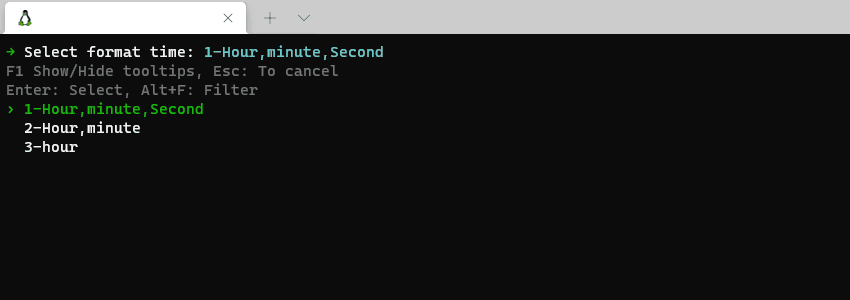 → Select format time: 1-Hour,minute,Second
F1 Show/Hide tooltips, Esc: To cancel
Enter: Select, Alt+F: Filter
› 1-Hour,minute,Second
2-Hour,minute
3-hour